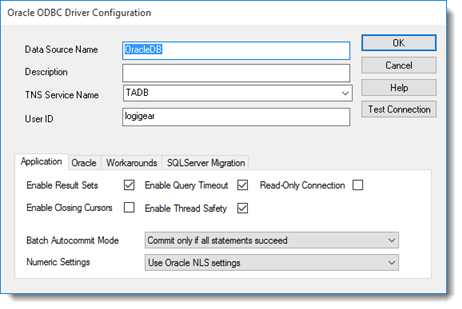 Oracle ODBC Driver Configuration
Data Source Name OracleDB OK
Description Cancel
TNS Service Name TADB Help
User ID logigear Test Connection
Application Oracle Workarounds SQLServer Migration
Enable Result Sets Enable Query Timeout Read-Only Connection
Enable Closing Cursors Enable Thread Safety
Batch Autocommit Mode Commit only if all statements succeed
Numeric Settings Use Oracle NLS settings